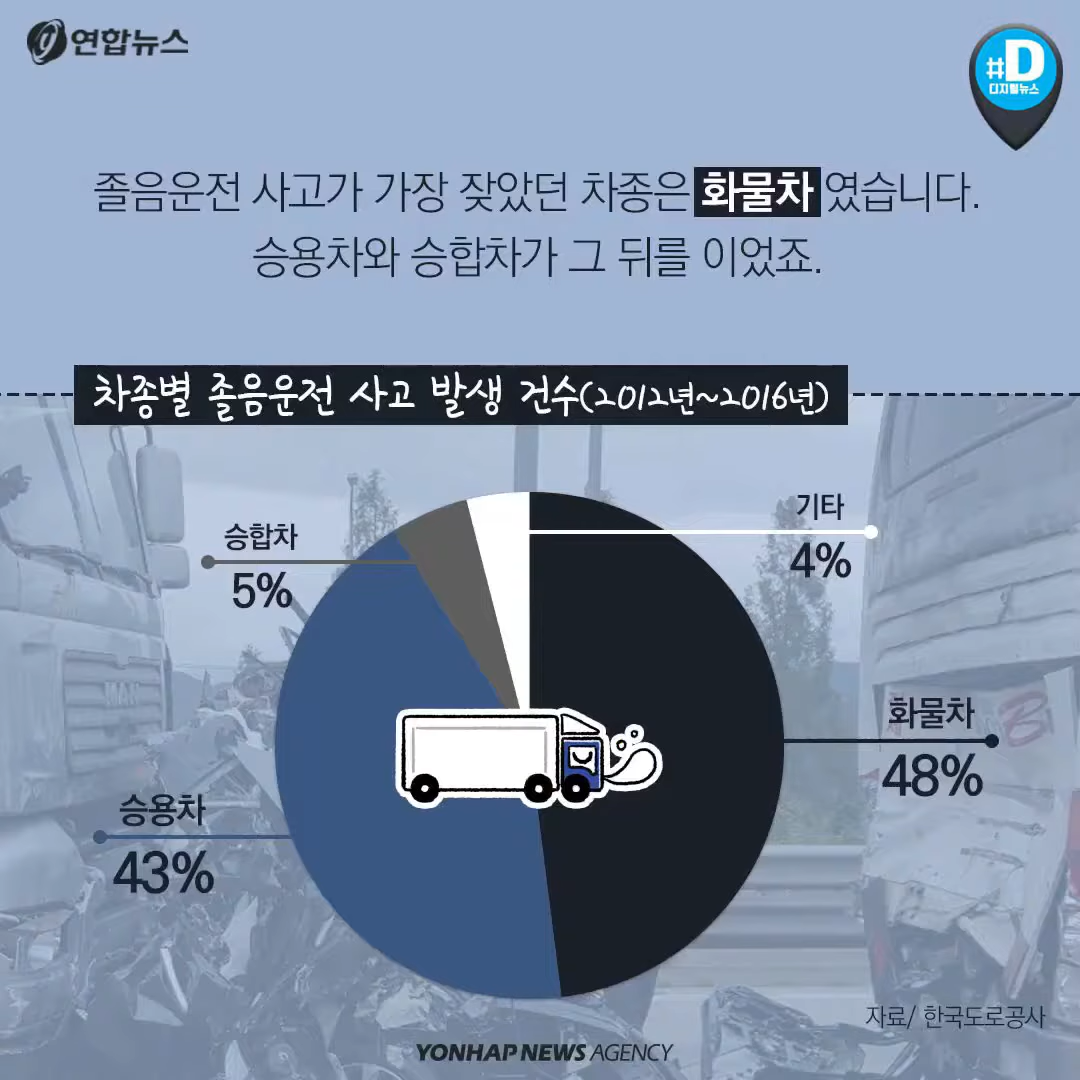 연합뉴스
#D
디지털뉴스
졸음운전 사고가 가장 잦았던 차종은 화물차였습니다.
승용차와 승합차가 그 뒤를 이었죠.
차종별 졸음운전 사고 발생 건수(2012년~2016년)
기타
4%
승합차
5%
화물차
48%
승용차
43%
MAN
자료/ 한국도로공사
YONHAP NEWS AGENCY